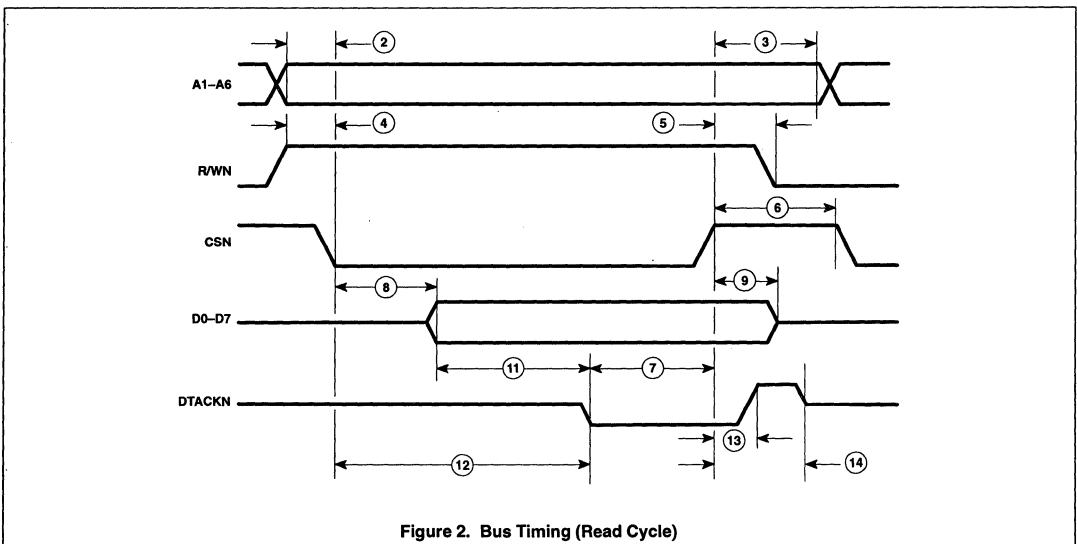 2
3
A1–A6
4
5
R/WN
6
CSN
8
9
D0–D7
11
7
DTACKN
13
12
14
Figure 2. Bus Timing (Read Cycle)